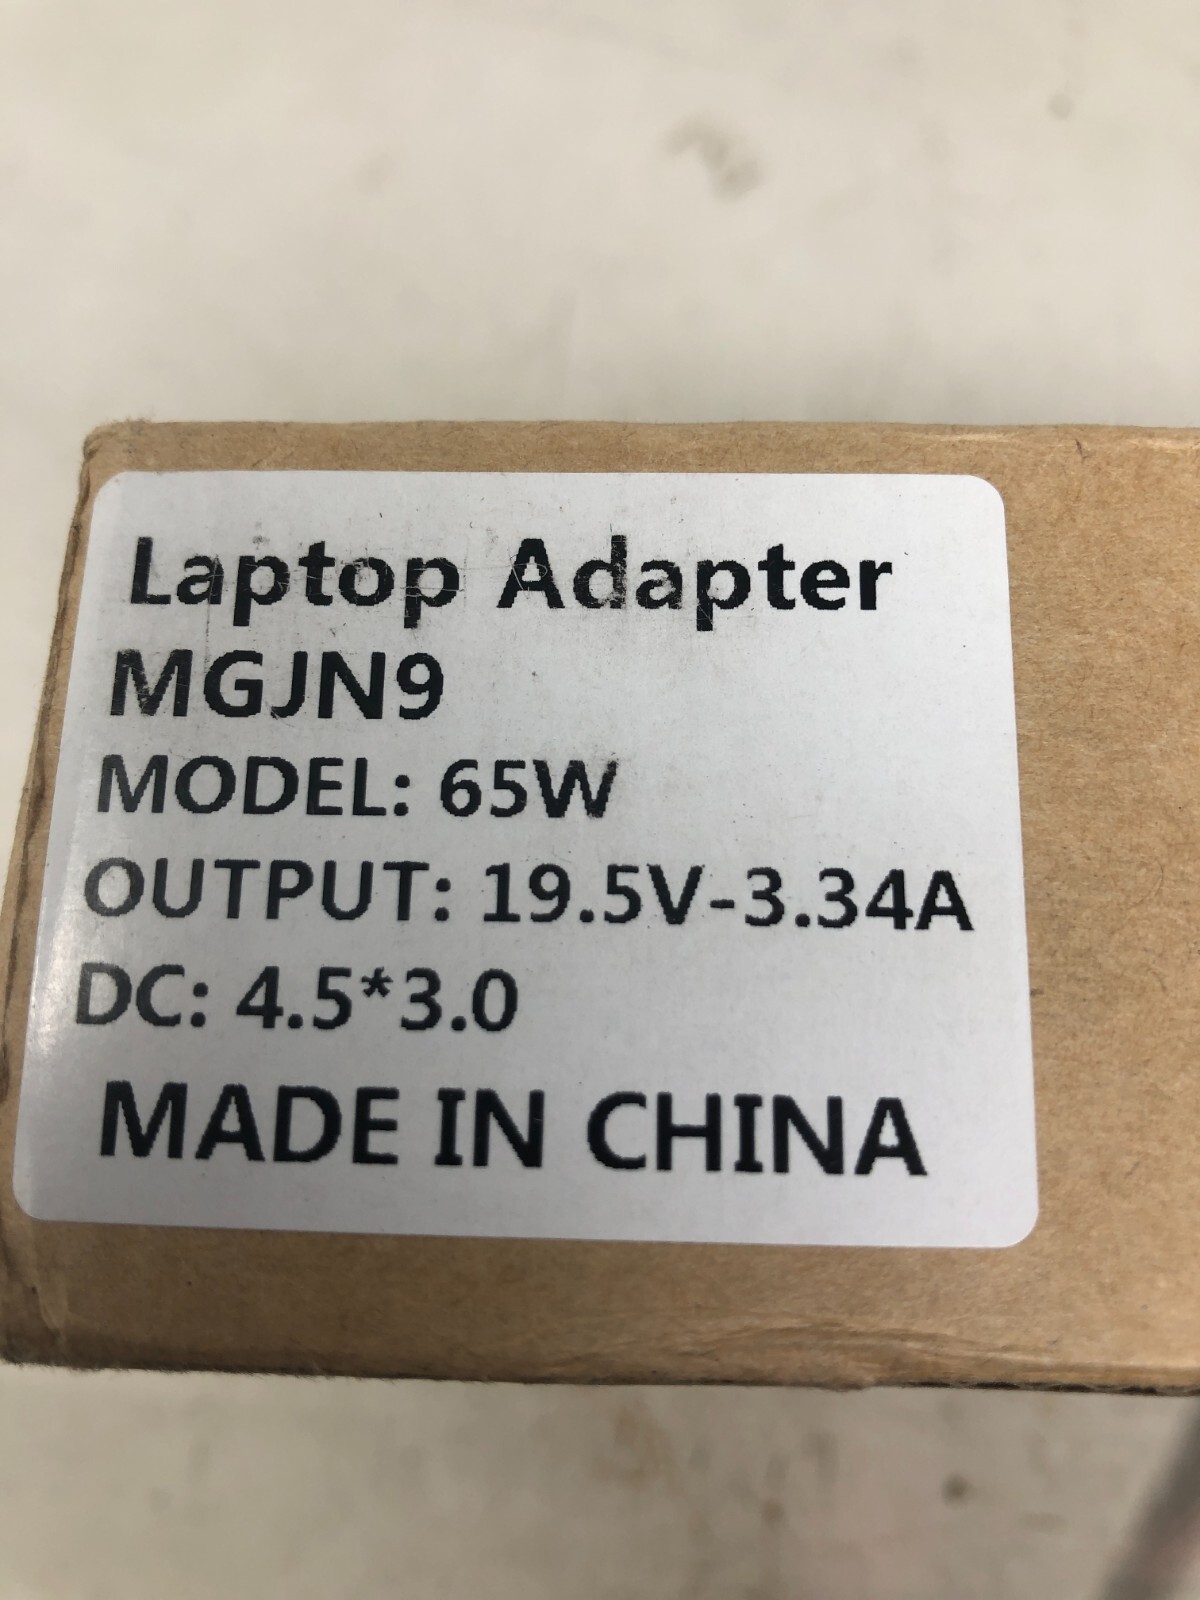 Laptop Adapter
MGJN9
MODEL: 65W
OUTPUT: 19.5V-3.34A
DC: 4.5*3.0
MADE IN CHINA